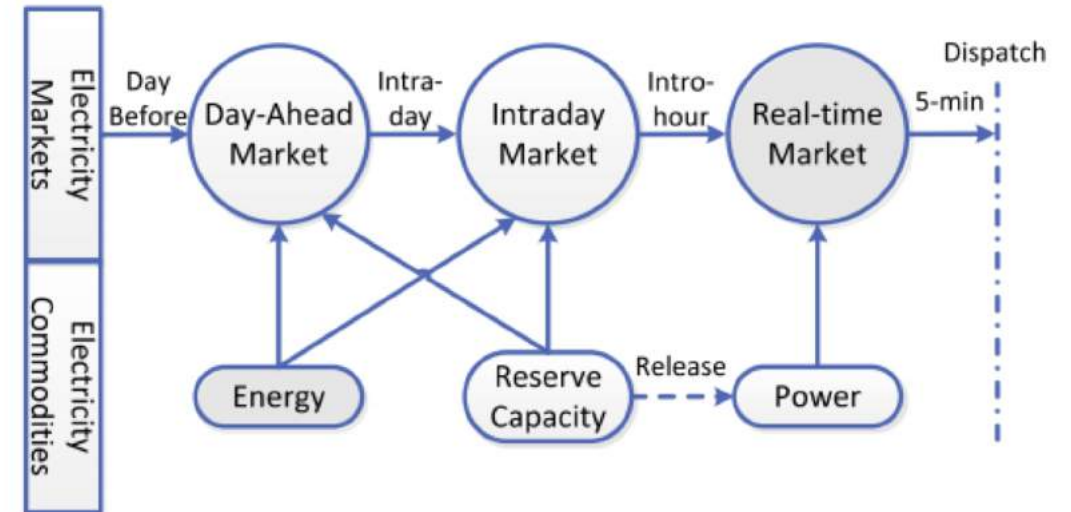 Electricity
Markets
Day
Before
Day-Ahead
Market
Intra-
day
Intraday
Market
Intro-
hour
Real-time
Market
5-min
Dispatch
Electricity
Commodities
Energy
Reserve
Capacity
Release
Power